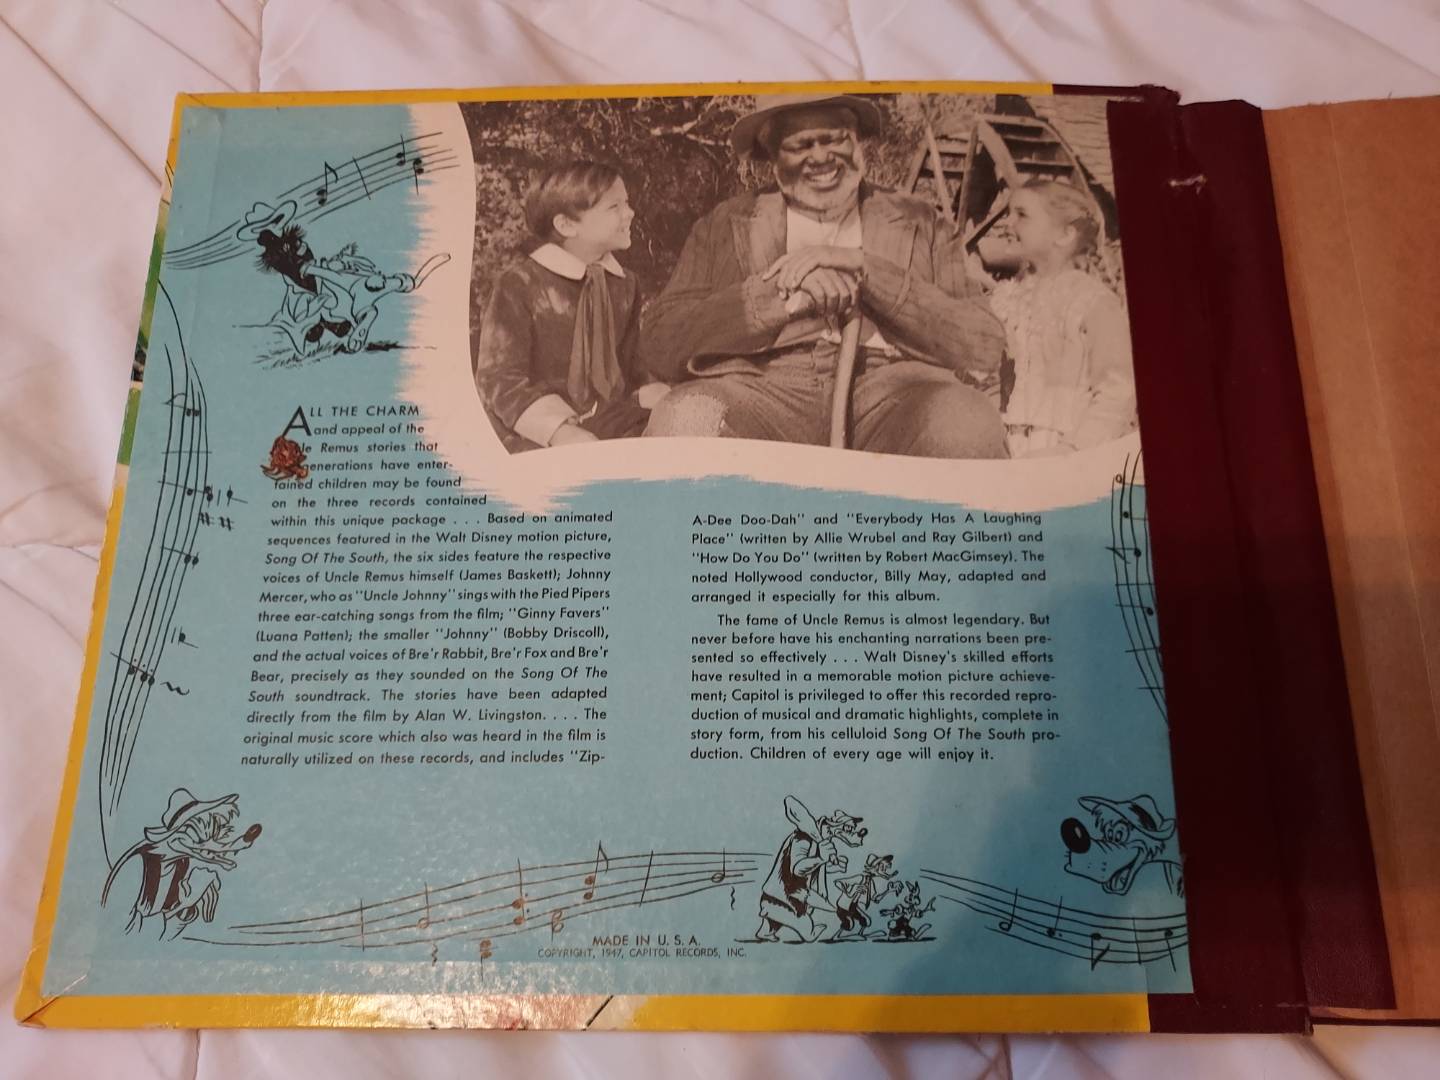 ALL THE CHARM
and appeal of the
le Remus stories that
generations have enter-
tained children may be found
on the three records contained
within this unique package . . . Based on animated
sequences featured in the Walt Disney motion picture,
Song Of The South, the six sides feature the respective
voices of Uncle Remus himself (James Baskett); Johnny
Mercer, who as "Uncle Johnny" sings with the Pied Pipers
three ear-catching songs from the film; "Ginny Favers"
(Luana Patten); the smaller "Johnny" (Bobby Driscoll),
and the actual voices of Bre'r Rabbit, Bre'r Fox and Bre'r
Bear, precisely as they sounded on the Song Of The
South soundtrack. The stories have been adapted
directly from the film by Alan W. Livingston. . . . The
original music score which also was heard in the film is
naturally utilized on these records, and includes "Zip-
A-Dee Doo-Dah" and "Everybody Has A Laughing
Place" (written by Allie Wrubel and Ray Gilbert) and
"How Do You Do" (written by Robert MacGimsey). The
noted Hollywood conductor, Billy May, adapted and
arranged it especially for this album.
The fame of Uncle Remus is almost legendary. But
never before have his enchanting narrations been pre-
sented so effectively . . . Walt Disney's skilled efforts
have resulted in a memorable motion picture achieve-
ment; Capitol is privileged to offer this recorded repro-
duction of musical and dramatic highlights, complete in
story form, from his celluloid Song Of The South pro-
duction. Children of every age will enjoy it.
MADE IN U. S. A.
COPYRIGHT, 1947, CAPITOL RECORDS, INC.